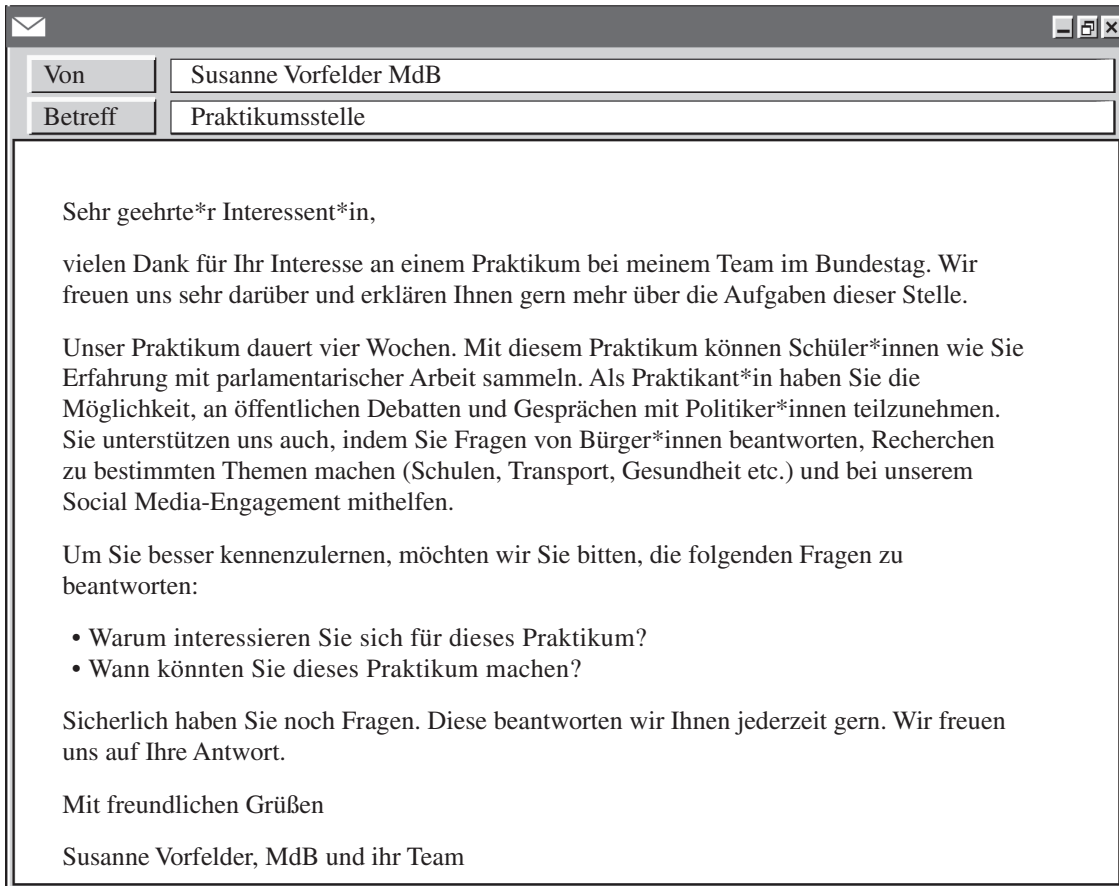 Von Susanne Vorfelder MdB
Betreff Praktikumsstelle
Sehr geehrte*r Interessent*in,
vielen Dank für Ihr Interesse an einem Praktikum bei meinem Team im Bundestag. Wir
freuen uns sehr darüber und erklären Ihnen gern mehr über die Aufgaben dieser Stelle.
Unser Praktikum dauert vier Wochen. Mit diesem Praktikum können Schüler*innen wie Sie
Erfahrung mit parlamentarischer Arbeit sammeln. Als Praktikant*in haben Sie die
Möglichkeit, an öffentlichen Debatten und Gesprächen mit Politiker*innen teilzunehmen.
Sie unterstützen uns auch, indem Sie Fragen von Bürger*innen beantworten, Recherchen
zu bestimmten Themen machen (Schulen, Transport, Gesundheit etc.) und bei unserem
Social Media-Engagement mithelfen.
Um Sie besser kennenzulernen, möchten wir Sie bitten, die folgenden Fragen zu
beantworten:
• Warum interessieren Sie sich für dieses Praktikum?
• Wann könnten Sie dieses Praktikum machen?
Sicherlich haben Sie noch Fragen. Diese beantworten wir Ihnen jederzeit gern. Wir freuen
uns auf Ihre Antwort.
Mit freundlichen Grüßen
Susanne Vorfelder, MdB und ihr Team